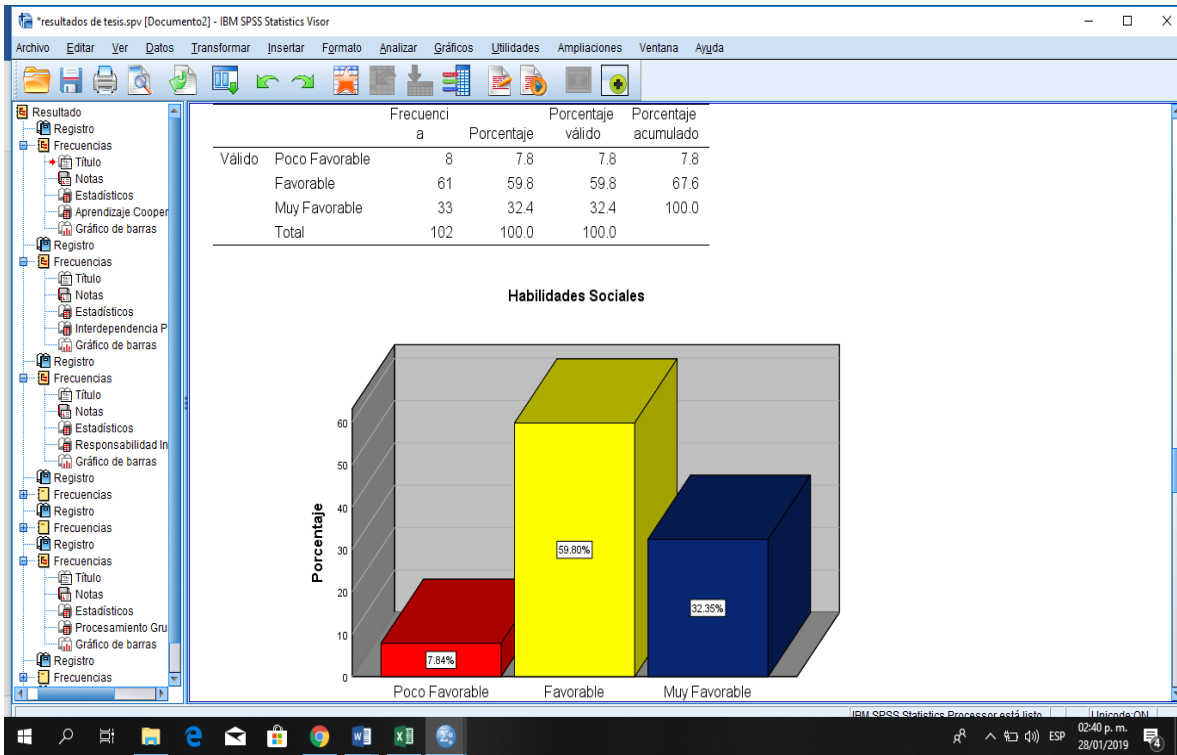 *resultados de tesis.spv [Documento2] - IBM SPSS Statistics Visor
Archivo Editar Ver Datos Transformar Insertar Formato Analizar Gráficos Utilidades Ampliaciones Ventana Ayuda
Resultado
Registro
Frecuencias
Título
Notas
Estadísticos
Aprendizaje Cooper
Gráfico de barras
Registro
Frecuencias
Título
Notas
Estadísticos
Interdependencia P
Gráfico de barras
Registro
Frecuencias
Título
Notas
Estadísticos
Responsabilidad In
Gráfico de barras
Registro
Frecuencias
Registro
Frecuencias
Registro
Frecuencias
Título
Notas
Estadísticos
Procesamiento Gru
Gráfico de barras
Registro
Frecuencias
Frecuenci Porcentaje Porcentaje
a Porcentaje válido acumulado
Válido Poco Favorable 8 7.8 7.8 7.8
Favorable 61 59.8 59.8 67.6
Muy Favorable 33 32.4 32.4 100.0
Total 102 100.0 100.0
Habilidades Sociales
Porcentaje
60
50
40
30
20
10
0
7.84%
59.80%
32.35%
Poco Favorable Favorable Muy Favorable
IBM SPSS Statistics Processor está listo Unicode:ON
ESP
02:40 p. m.
28/01/2019
4